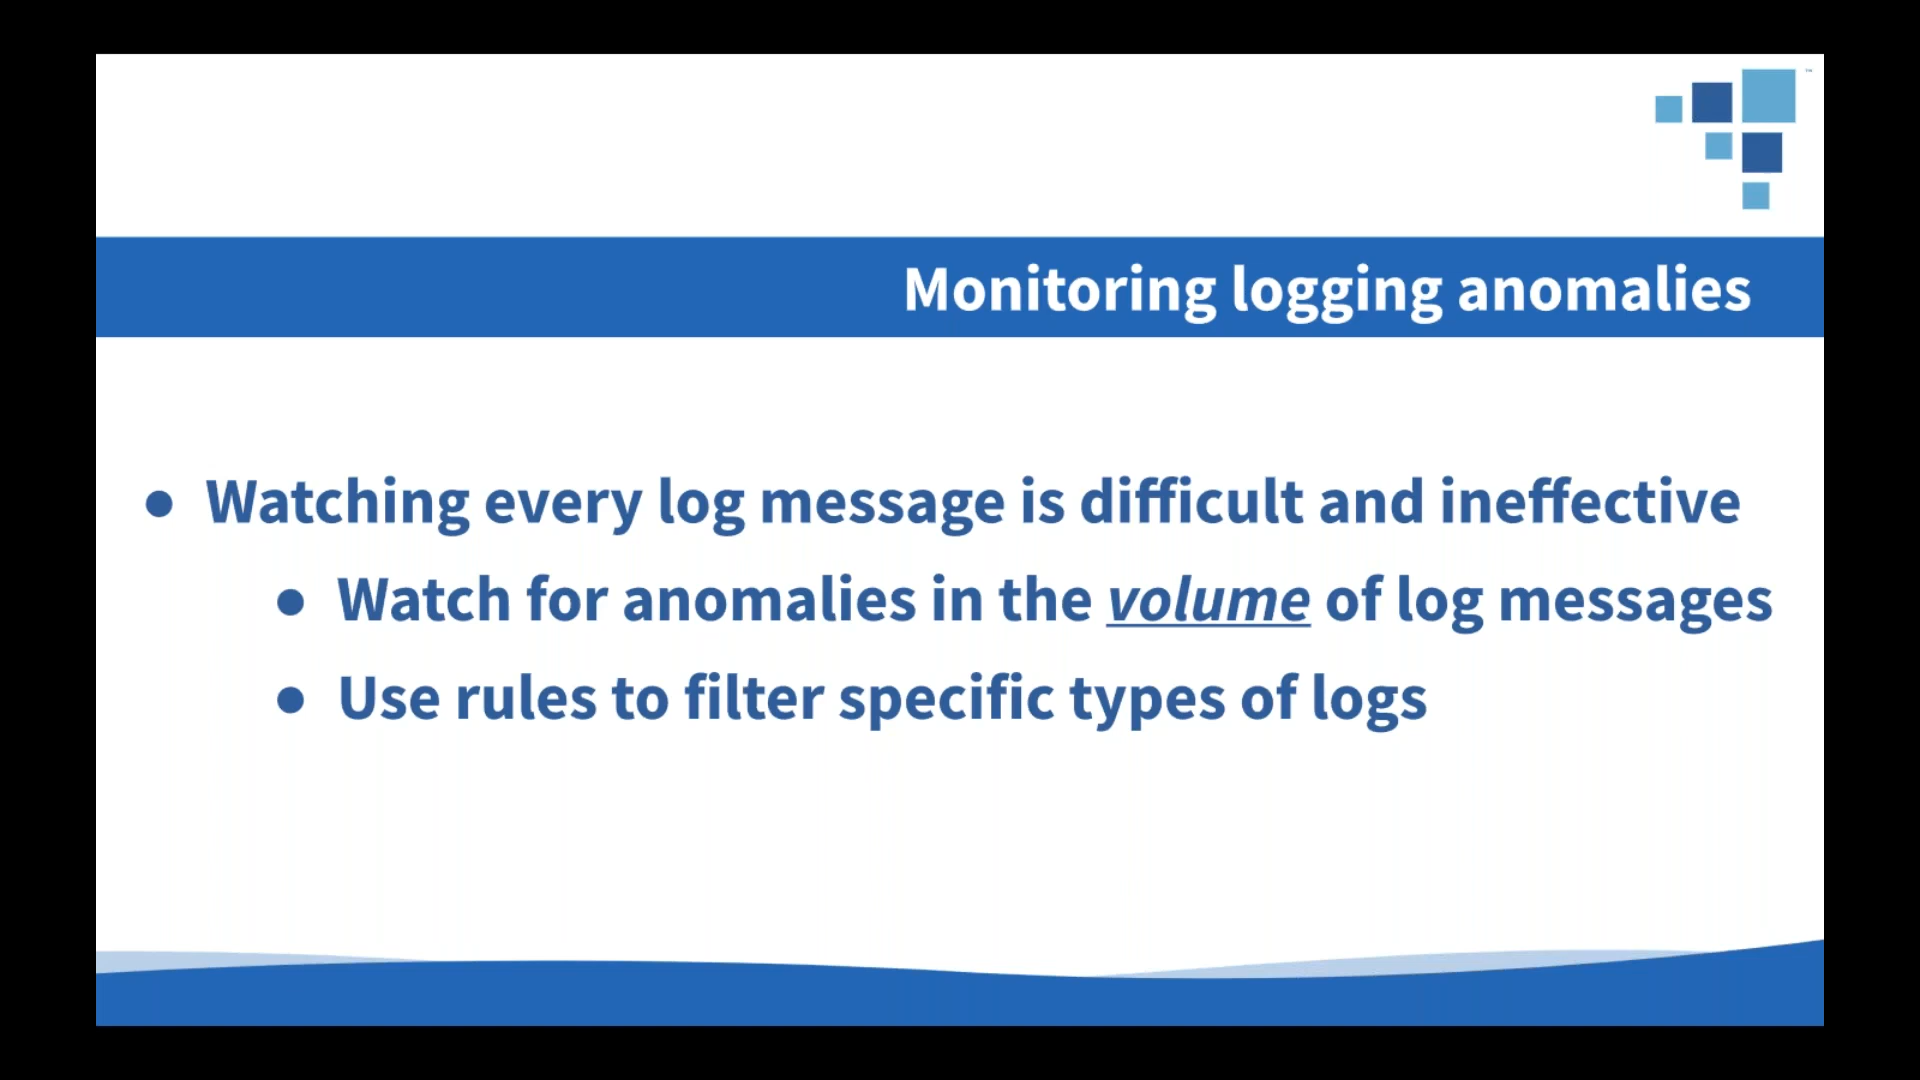 Monitoring logging anomalies
● Watching every log message is difficult and ineffective
● Watch for anomalies in the volume of log messages
● Use rules to filter specific types of logs